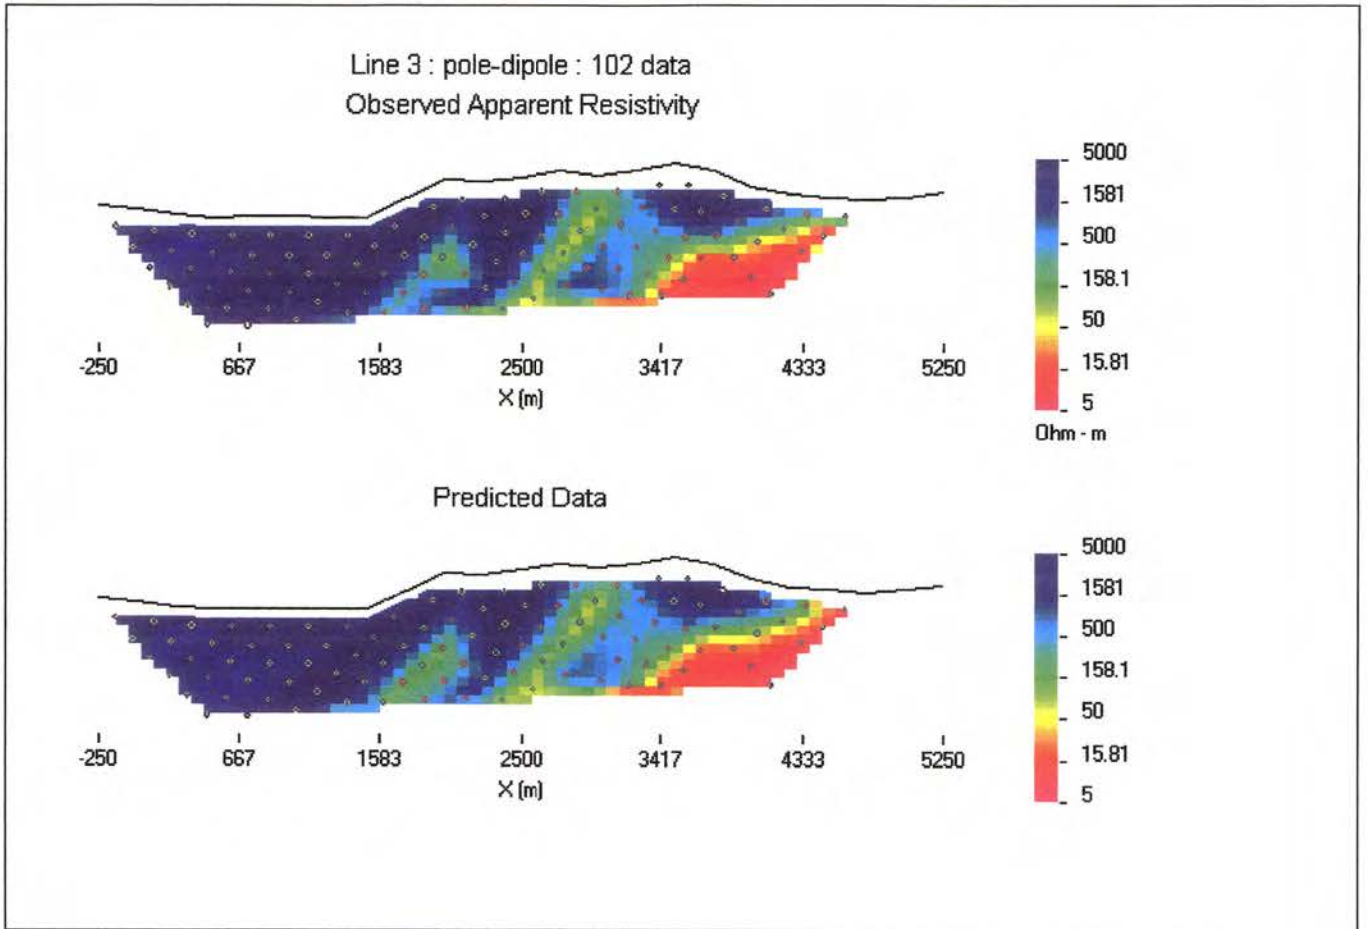 Line 3 : pole-dipole : 102 data
Observed Apparent Resistivity
5000
1581
500
158.1
50
15.81
5
Ohm - m
-250 667 1583 2500 3417 4333 5250
X (m)
Predicted Data
5000
1581
500
158.1
50
15.81
5
-250 667 1583 2500 3417 4333 5250
X (m)